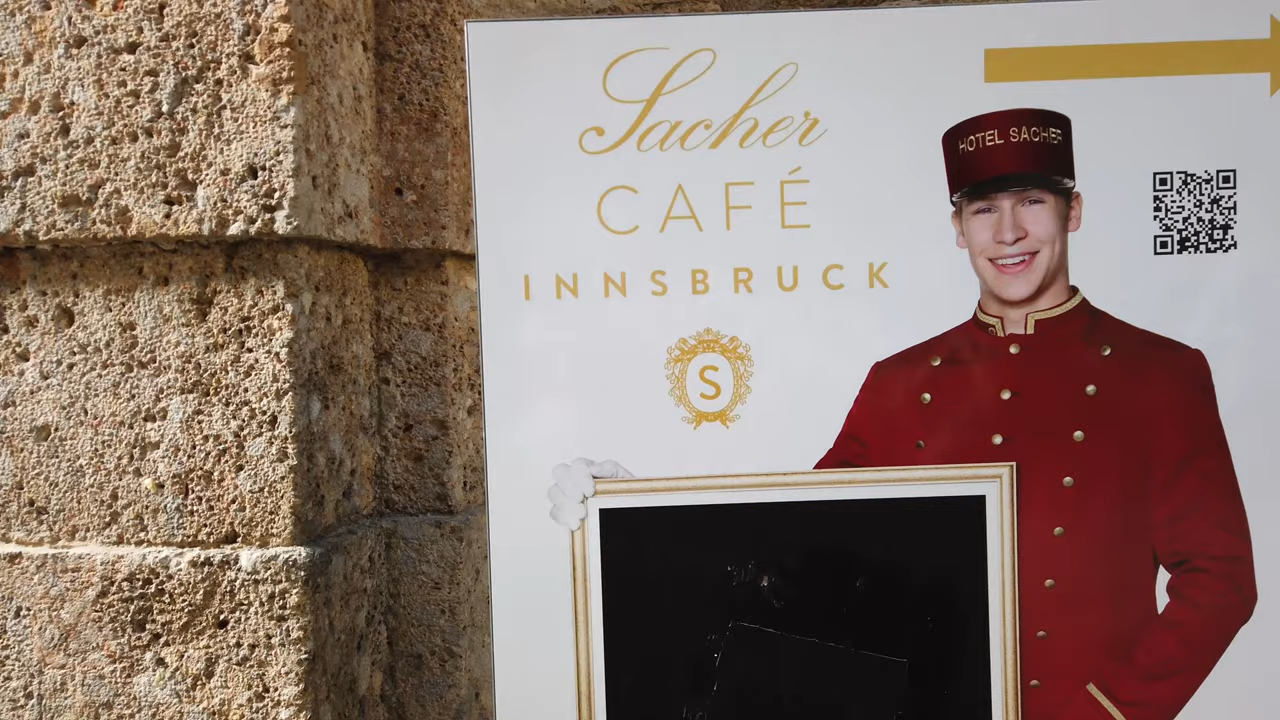 Sacher
CAFÉ
INNSBRUCK
S
HOTEL SACHER